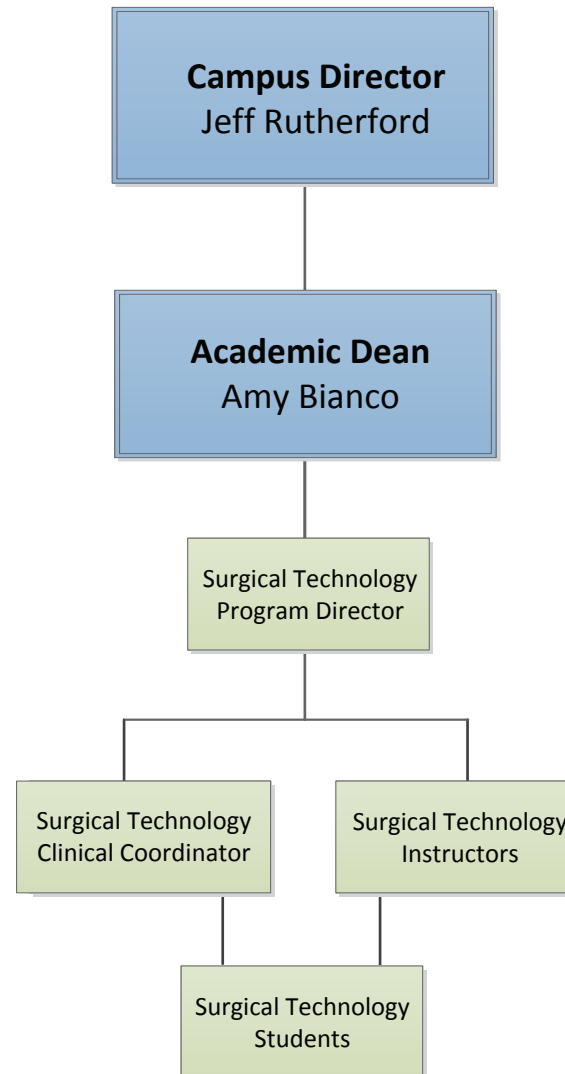 Campus Director
Jeff Rutherford
Academic Dean
Amy Bianco
Surgical Technology
Program Director
Surgical Technology
Clinical Coordinator
Surgical Technology
Instructors
Surgical Technology
Students